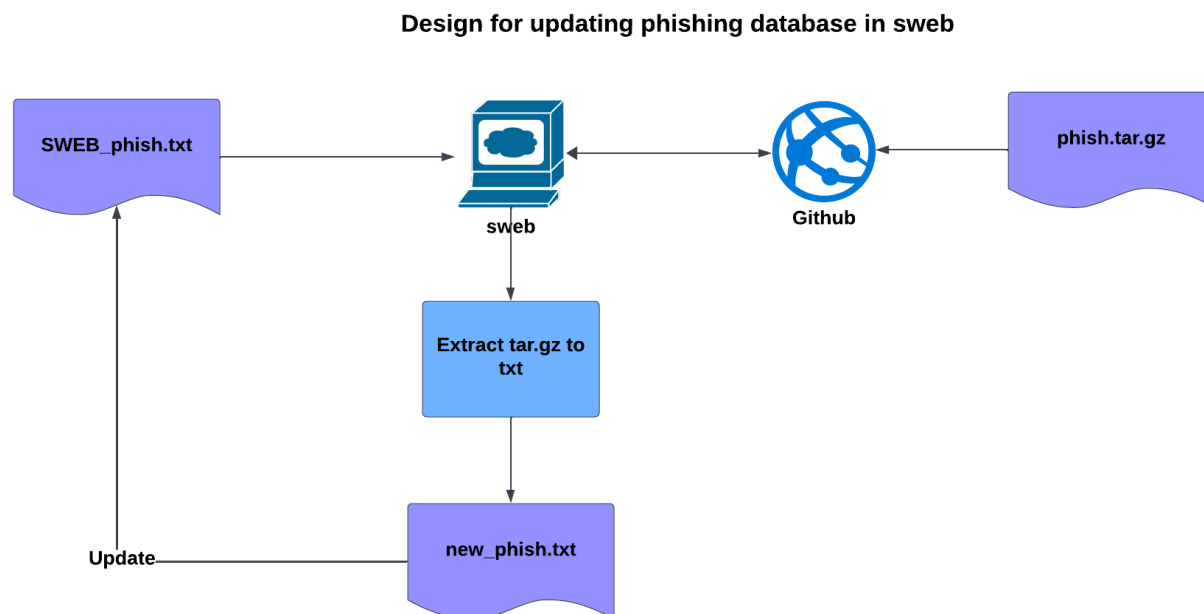 Design for updating phishing database in sweb
SWEB_phish.txt
phish.tar.gz
sweb
Github
Extract tar.gz to
txt
new_phish.txt
Update